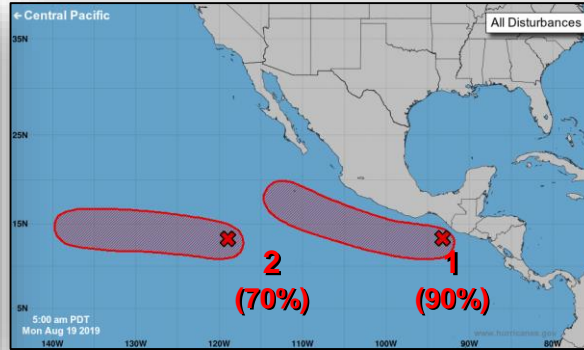 ←Central Pacific
All Disturbances
35N
25N
15N
5N
2
(70%)
1
(90%)
5:00 am PDT
Mon Aug 19 2019
www.hurricanes.gov
140W 130W 120W 110W 100W 90W 80W